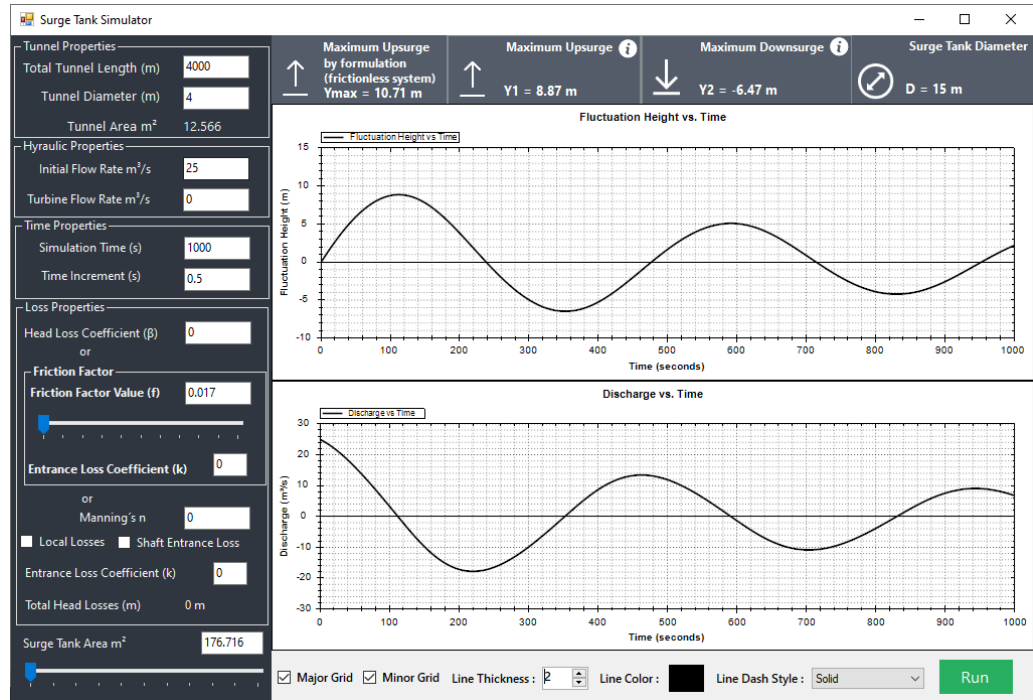 Surge Tank Simulator
Tunnel Properties
Total Tunnel Length (m) 4000
Tunnel Diameter (m) 4
Tunnel Area m² 12.566
Hyraulic Properties
Initial Flow Rate m³/s 25
Turbine Flow Rate m³/s 0
Time Properties
Simulation Time (s) 1000
Time Increment (s) 0.5
Loss Properties
Head Loss Coefficient (β) 0
or
Friction Factor
Friction Factor Value (f) 0.017
Entrance Loss Coefficient (k) 0
or
Manning´s n 0
Local Losses Shaft Entrance Loss
Entrance Loss Coefficient (k) 0
Total Head Losses (m) 0 m
Surge Tank Area m² 176.716
Maximum Upsurge
by formulation
(frictionless system)
Ymax = 10.71 m
Maximum Upsurge i
Y1 = 8.87 m
Maximum Downsurge i
Y2 = -6.47 m
Surge Tank Diameter
D = 15 m
Fluctuation Height vs. Time
Fluctuation Height vs Time
Fluctuation Height (m)
15
10
5
0
-5
-10
0 100 200 300 400 500 600 700 800 900 1000
Time (seconds)
Discharge vs. Time
Discharge vs Time
Discharge (m³/s)
30
20
10
0
-10
-20
-30
0 100 200 300 400 500 600 700 800 900 1000
Time (seconds)
Major Grid Minor Grid Line Thickness : 2 Line Color : Line Dash Style : Solid Run